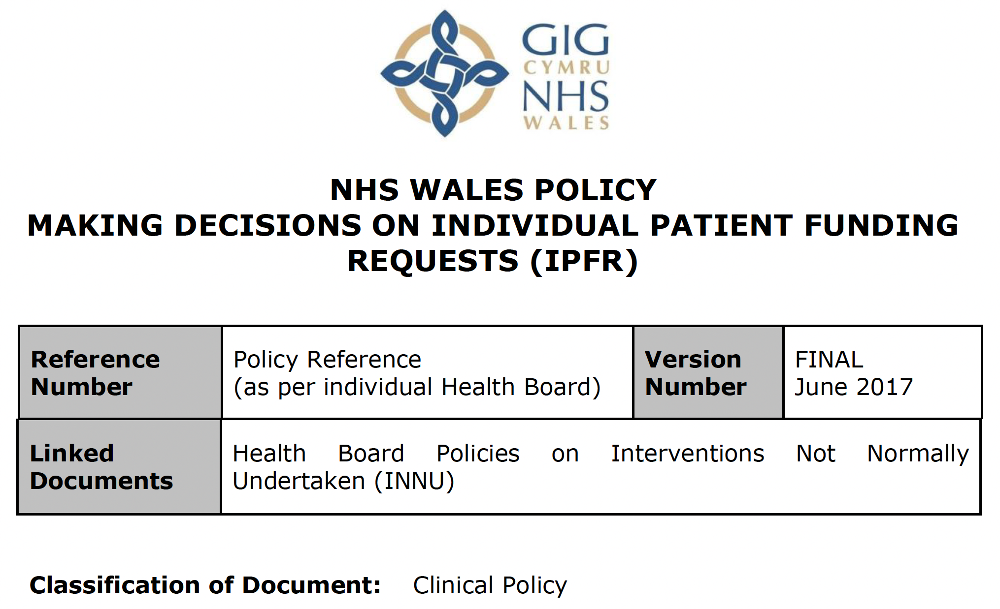 GIG
CYMRU
NHS
WALES
NHS WALES POLICY
MAKING DECISIONS ON INDIVIDUAL PATIENT FUNDING
REQUESTS (IPFR)
Reference
Number
Policy Reference
(as per individual Health Board)
Version
Number
FINAL
June 2017
Linked
Documents
Health Board Policies on Interventions Not Normally
Undertaken (INNU)
Classification of Document: Clinical Policy